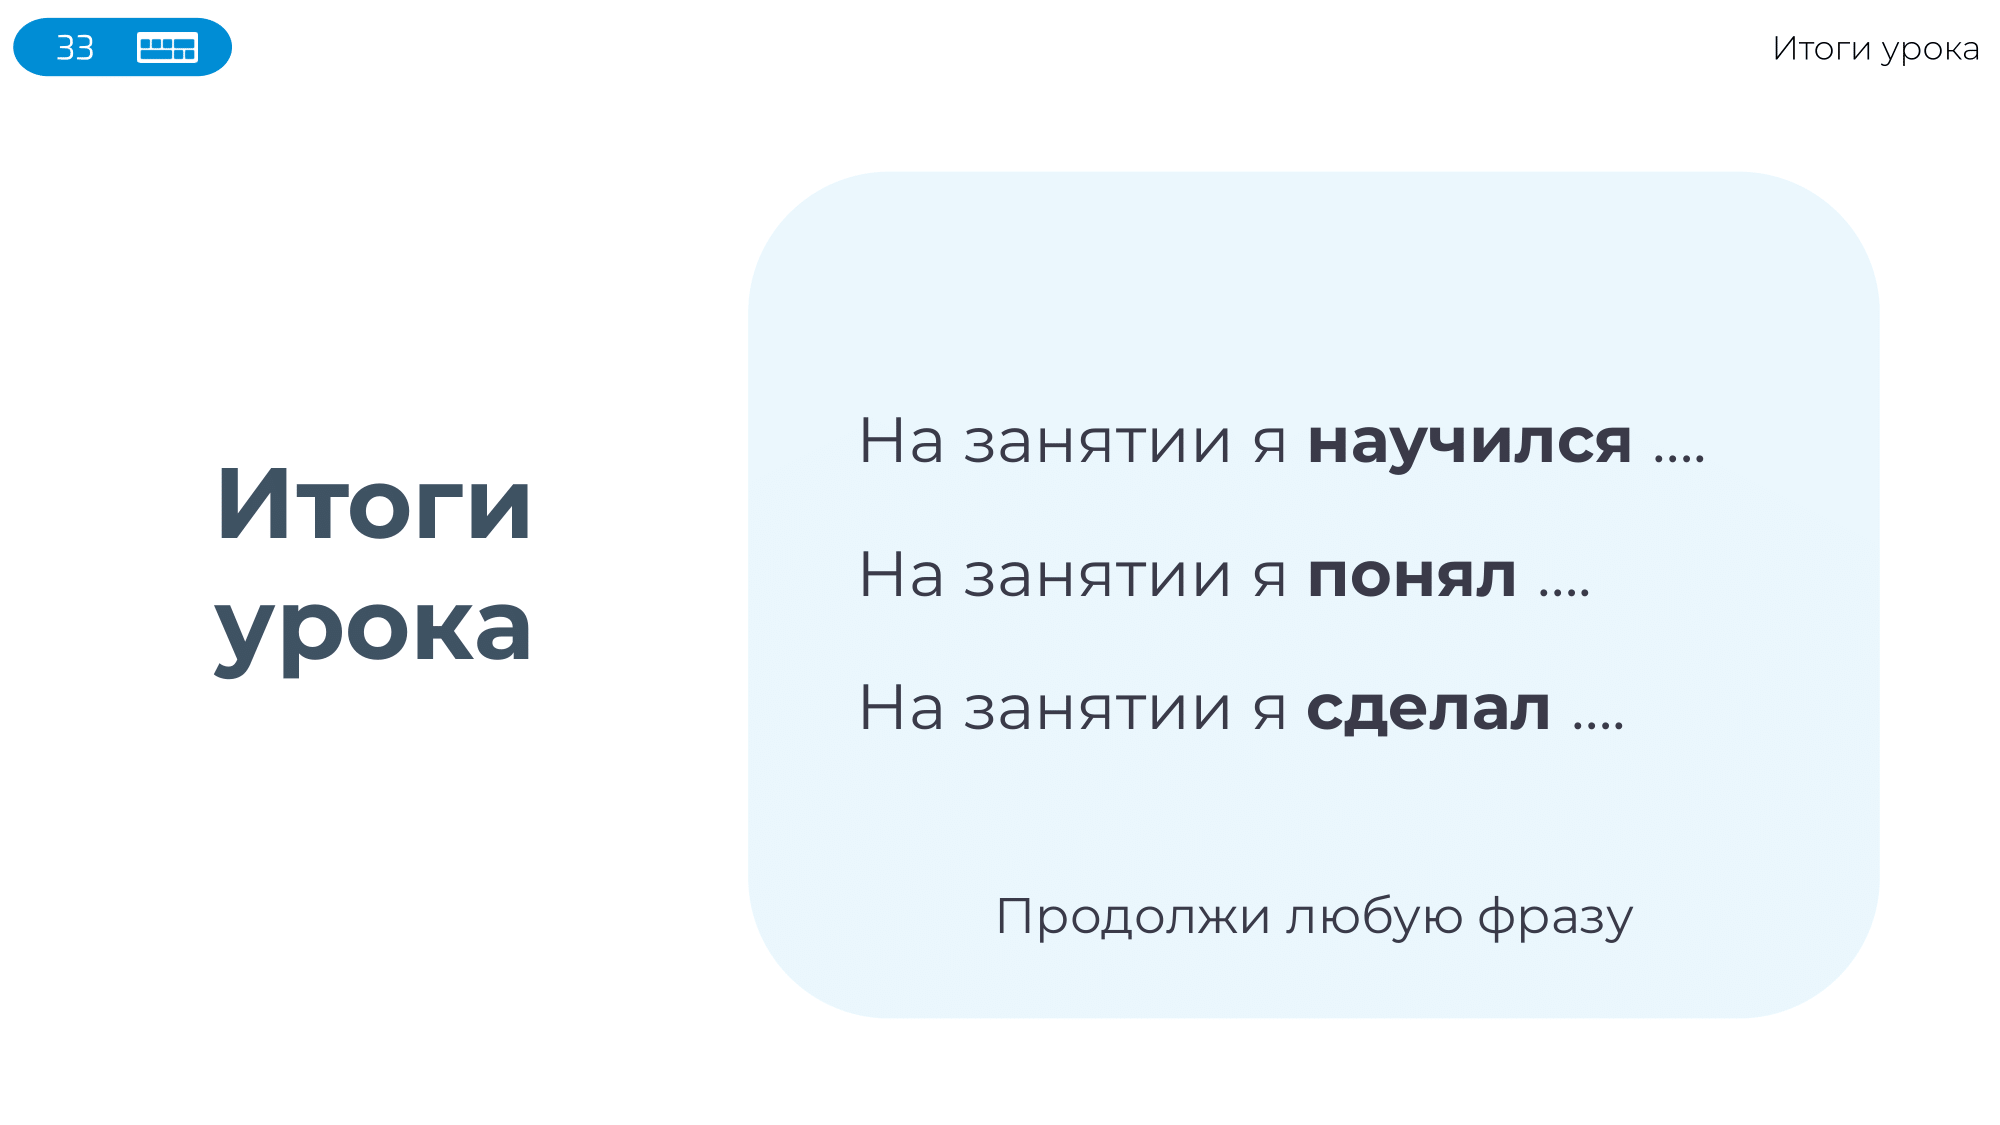 33
Итоги урока
Итоги
урока
На занятии я научился ....
На занятии я понял ....
На занятии я сделал ....
Продолжи любую фразу